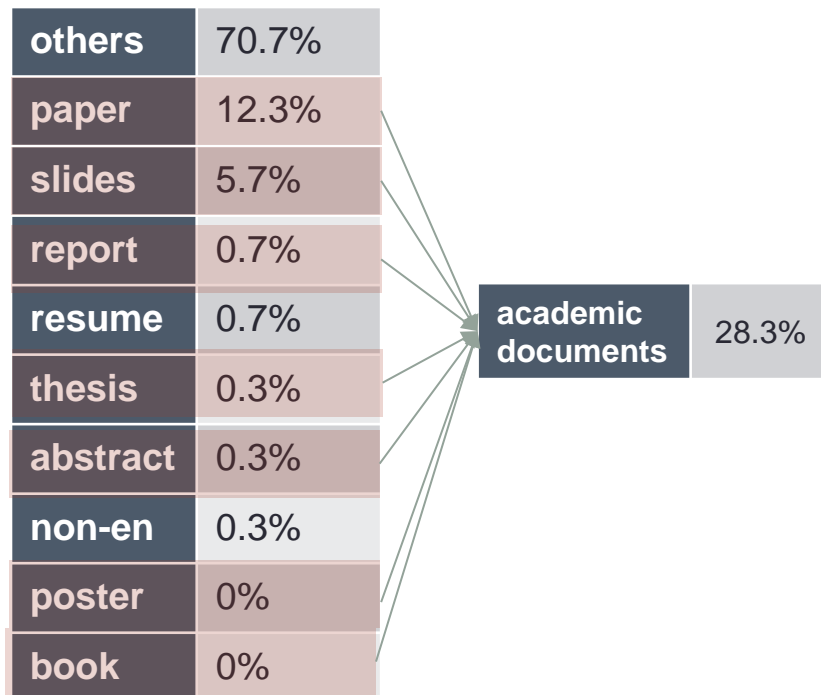 others 70.7%
paper 12.3%
slides 5.7%
report 0.7%
resume 0.7%
thesis 0.3%
abstract 0.3%
non-en 0.3%
poster 0%
book 0%
academic
documents 28.3%